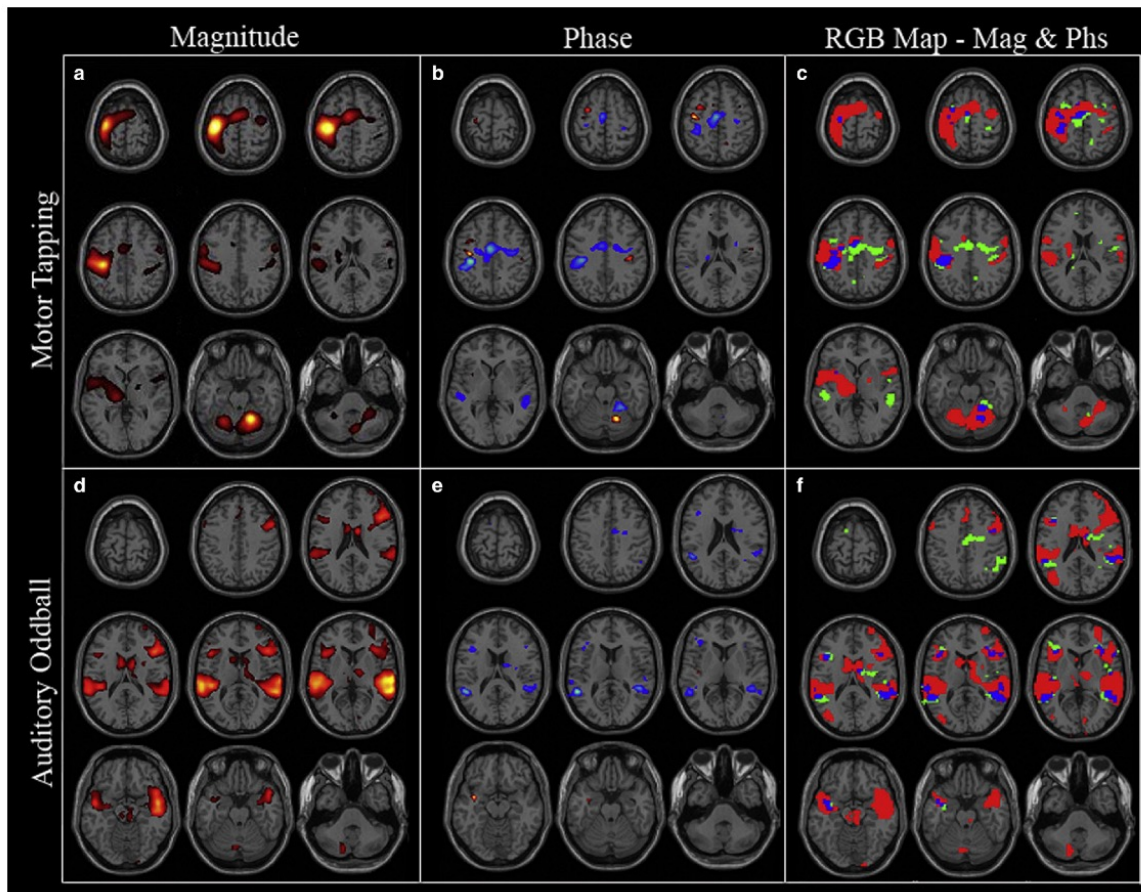 Magnitude
Phase
RGB Map - Mag & Phs
Motor Tapping
a
b
c
Auditory Oddball
d
e
f